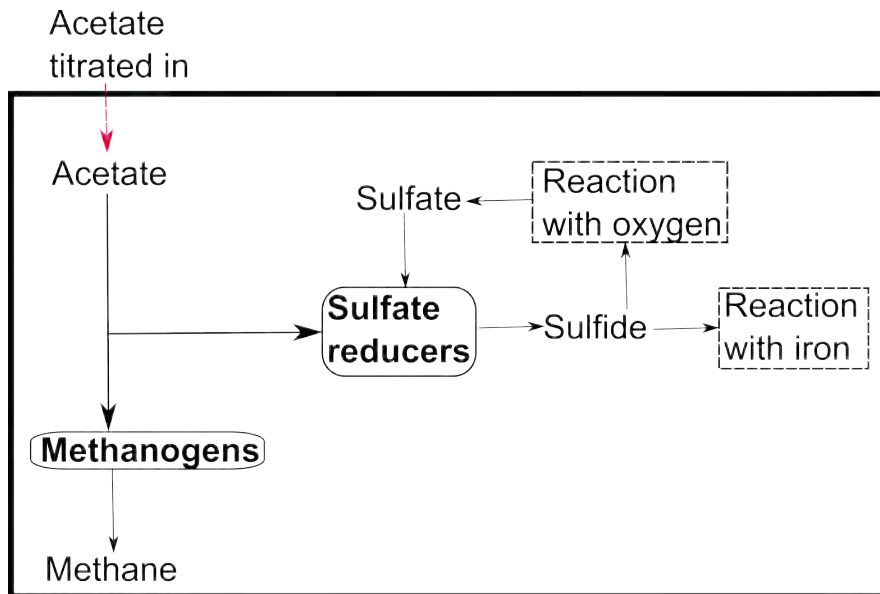 Acetate
titrated in
Acetate
Sulfate
Reaction
with oxygen
Sulfate
reducers
Sulfide
Reaction
with iron
Methanogens
Methane